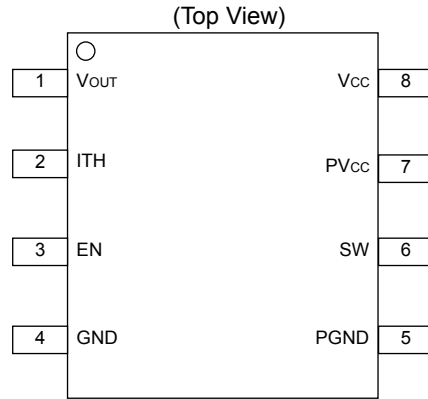 (Top View)
1 VOUT VCC 8
2 ITH PVCC 7
3 EN SW 6
4 GND PGND 5